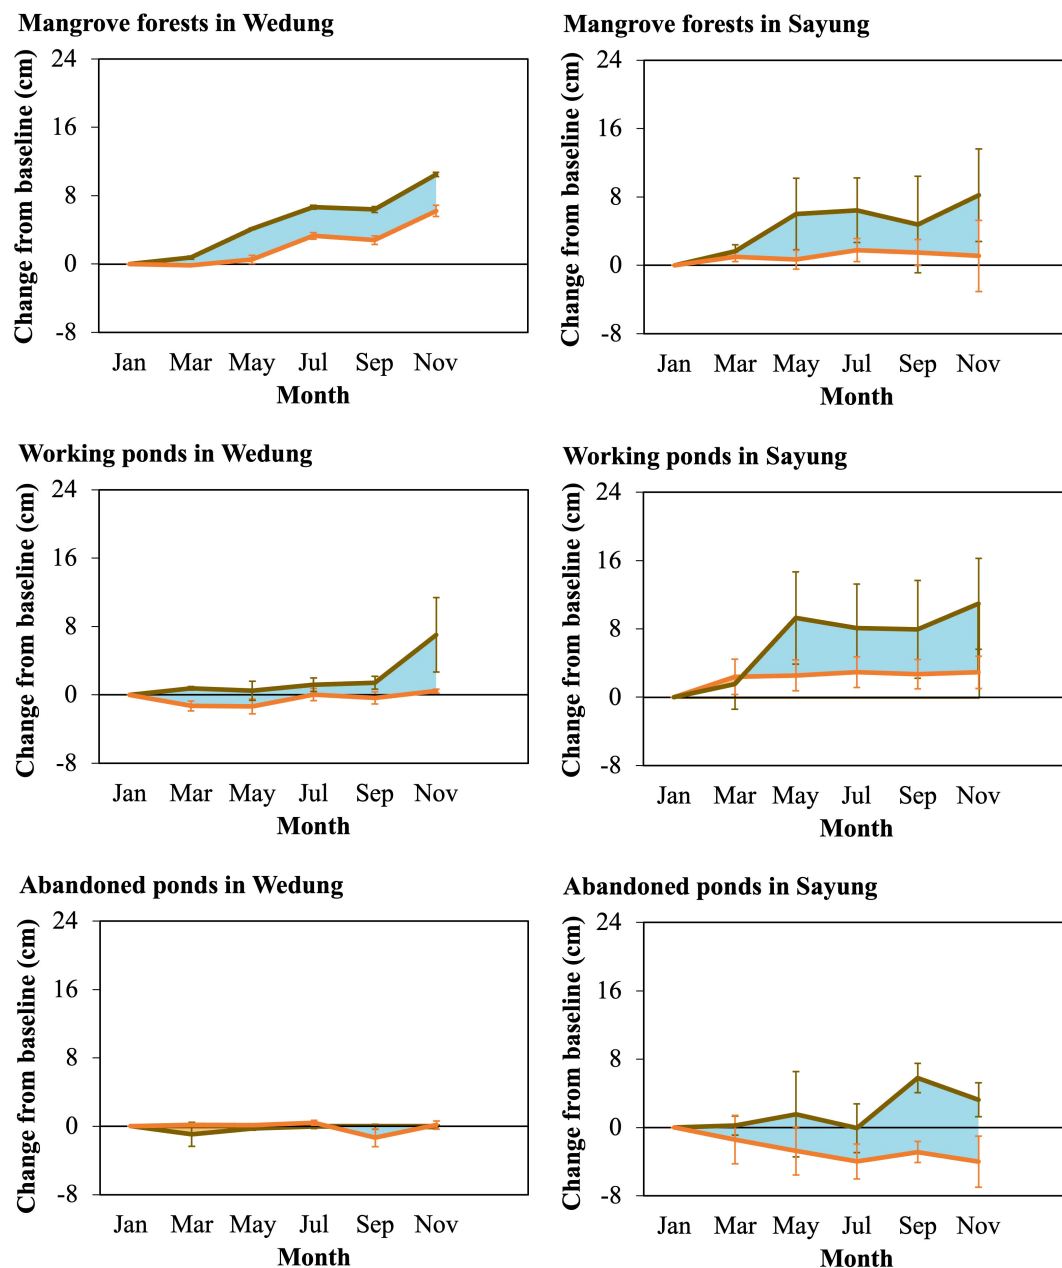 Mangrove forests in Wedung
Change from baseline (cm)
24
16
8
0
-8
Jan Mar May Jul Sep Nov
Month
Mangrove forests in Sayung
Change from baseline (cm)
24
16
8
0
-8
Jan Mar May Jul Sep Nov
Month
Working ponds in Wedung
Change from baseline (cm)
24
16
8
0
-8
Jan Mar May Jul Sep Nov
Month
Working ponds in Sayung
Change from baseline (cm)
24
16
8
0
-8
Jan Mar May Jul Sep Nov
Month
Abandoned ponds in Wedung
Change from baseline (cm)
24
16
8
0
-8
Jan Mar May Jul Sep Nov
Month
Abandoned ponds in Sayung
Change from baseline (cm)
24
16
8
0
-8
Jan Mar May Jul Sep Nov
Month